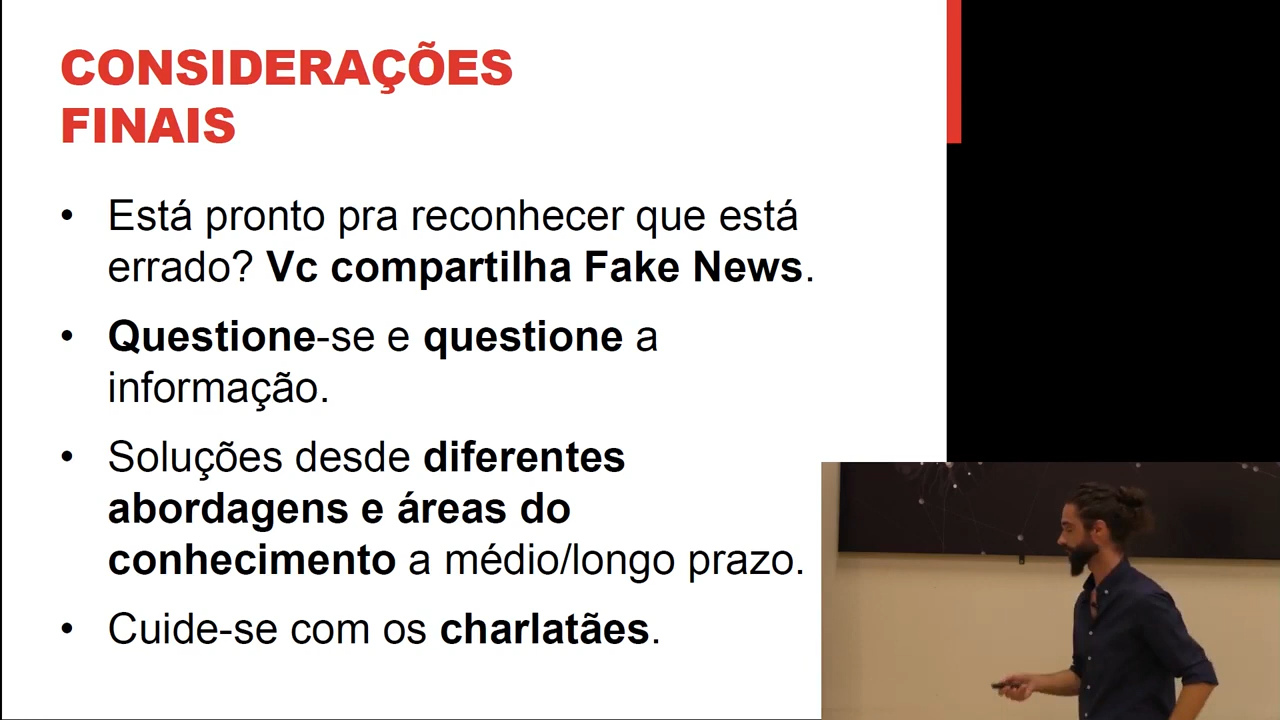 CONSIDERAÇÕES
FINAIS
• Está pronto pra reconhecer que está
errado? Vc compartilha Fake News.
• Questione-se e questione a
informação.
• Soluções desde diferentes
abordagens e áreas do
conhecimento a médio/longo prazo.
• Cuide-se com os charlatães.